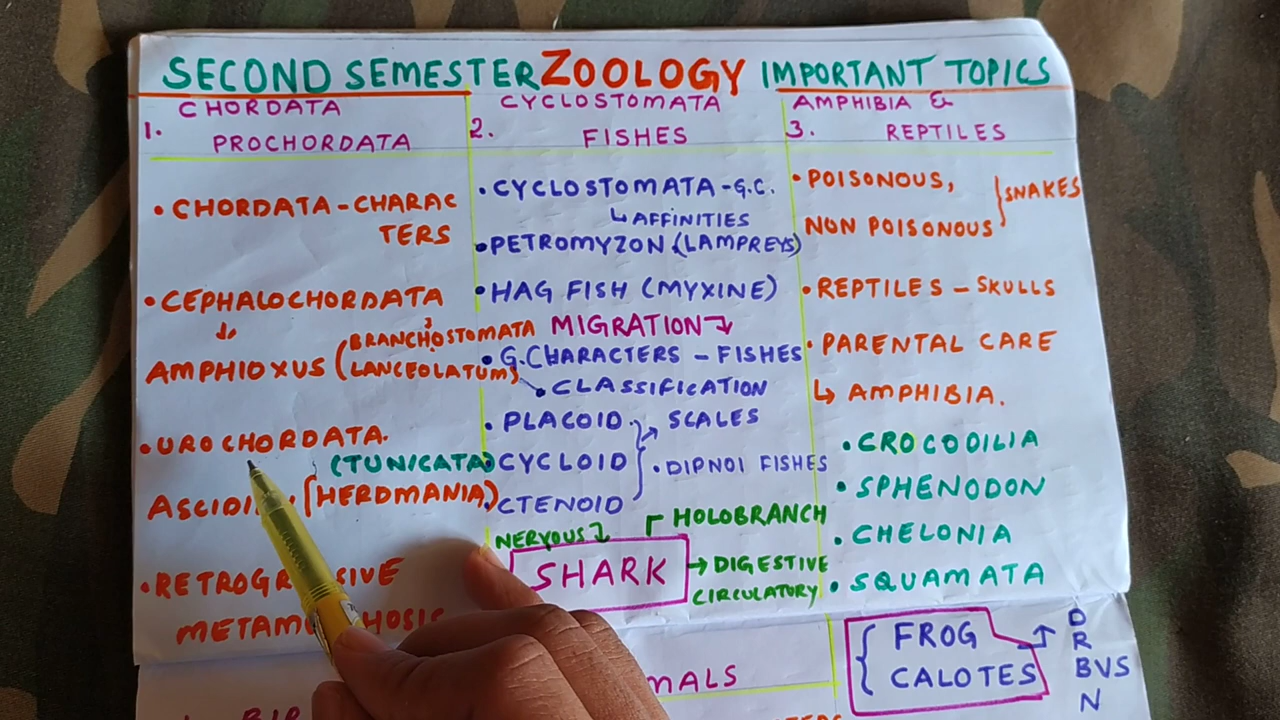 SECOND SEMESTER ZOOLOGY IMPORTANT TOPICS
1. CHORDATA
PROCHORDATA
• CHORDATA - CHARAC
TERS
• CEPHALOCHORDATA
↓
AMPHIOXUS (BRANCHOSTOMATA
LANCEOLATUM)
• UROCHORDATA.
(TUNICATA)
(HERDMANIA)
METAM
2. CYCLOSTOMATA
FISHES
• CYCLOSTOMATA - G.C.
↳ AFFINITIES
• PETROMYZON (LAMPREYS)
• HAG FISH (MYXINE)
MIGRATION
• G.CHARACTERS - FISHES
• CLASSIFICATION
• PLACOID
• CYCLOID
• CTENOID
→ SCALES
• DIPNOI FISHES
HOLOBRANCH
NERVOUS
SHARK
→ DIGESTIVE
CIRCULATORY
3. AMPHIBIA &
REPTILES
• POISONOUS,
NON POISONOUS
} SNAKES
• REPTILES - SKULLS
• PARENTAL CARE
↳ AMPHIBIA.
• CROCODILIA
• SPHENODON
• CHELONIA
• SQUAMATA
{ FROG
CALOTES
→ D
R
BVS
N